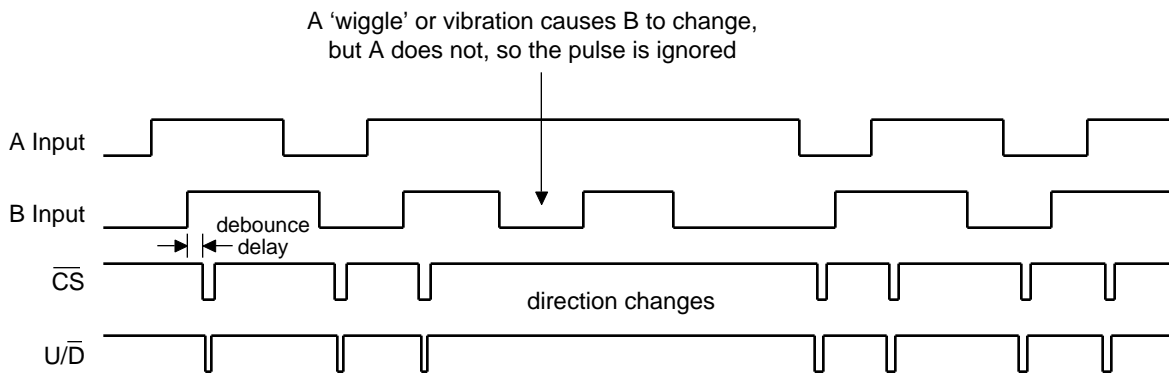 A ‘wiggle’ or vibration causes B to change,
but A does not, so the pulse is ignored
A Input
B Input
debounce
delay
C̅S̅
direction changes
U/D̅